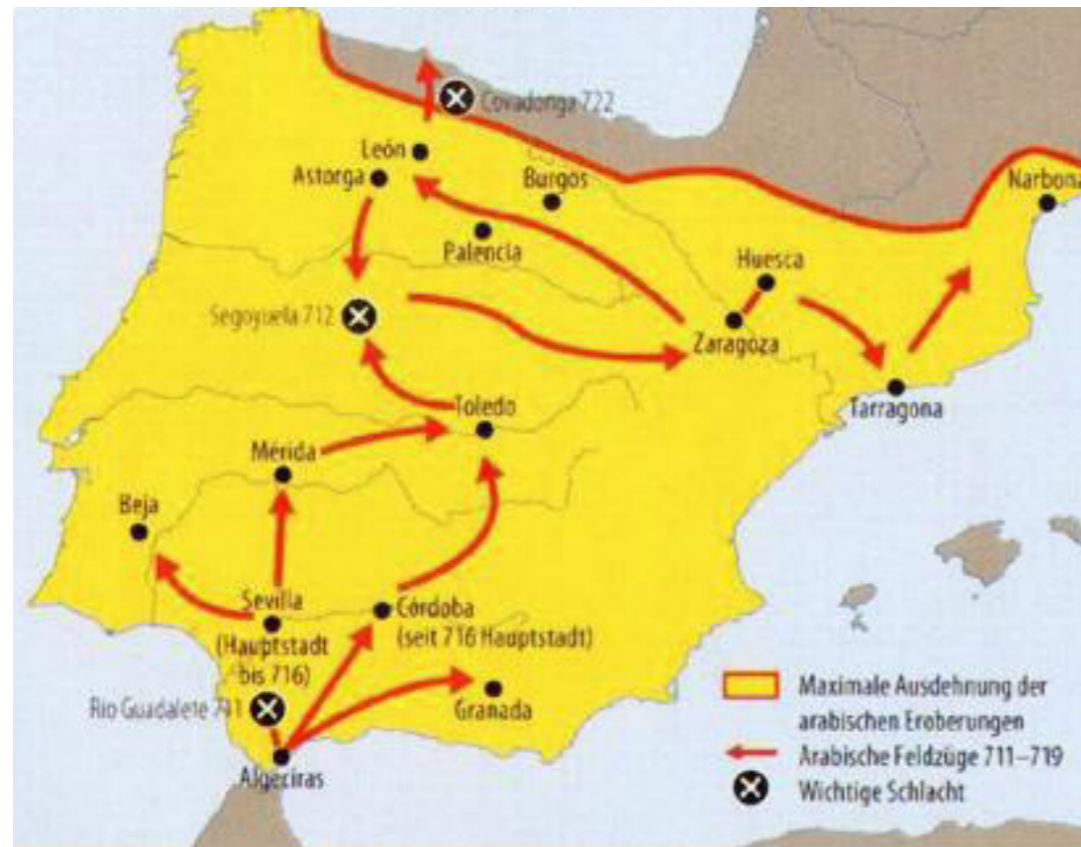 Covadonga 722
León
Astorga
Burgos
Narbona
Palencia
Huesca
Segoyuela 712
Zaragoza
Toledo
Tarragona
Mérida
Beja
Sevilla
(Hauptstadt
bis 716)
Córdoba
(seit 716 Hauptstadt)
Rio Guadalete 711
Granada
Algeciras
Maximale Ausdehnung der
arabischen Eroberungen
Arabische Feldzüge 711–719
Wichtige Schlacht